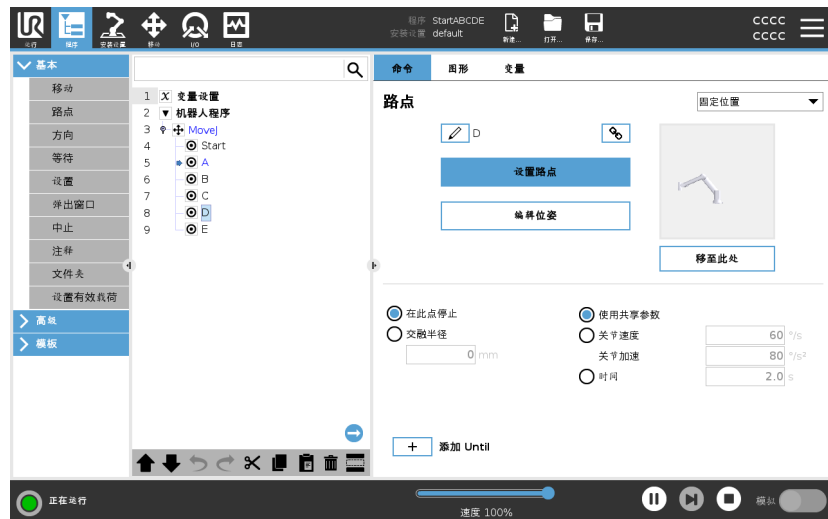 UR
运行
程序
安装设置
移动
I/O
日志
程序 StartABCDE
安装设置 default
新建...
打开...
保存...
cccc
cccc
基本
移动
路点
方向
等待
设置
弹出窗口
中止
注释
文件夹
设置有效载荷
高级
模板
1 X 变量设置
2 机器人程序
3 MoveJ
4 Start
5 A
6 B
7 C
8 D
9 E
命令 图形 变量
路点
固定位置
D
设置路点
编辑位姿
移至此处
在此点停止
交融半径
0 mm
使用共享参数
关节速度 60 °/s
关节加速 80 °/s²
时间 2.0 s
+ 添加 Until
正在运行
速度 100%
模拟